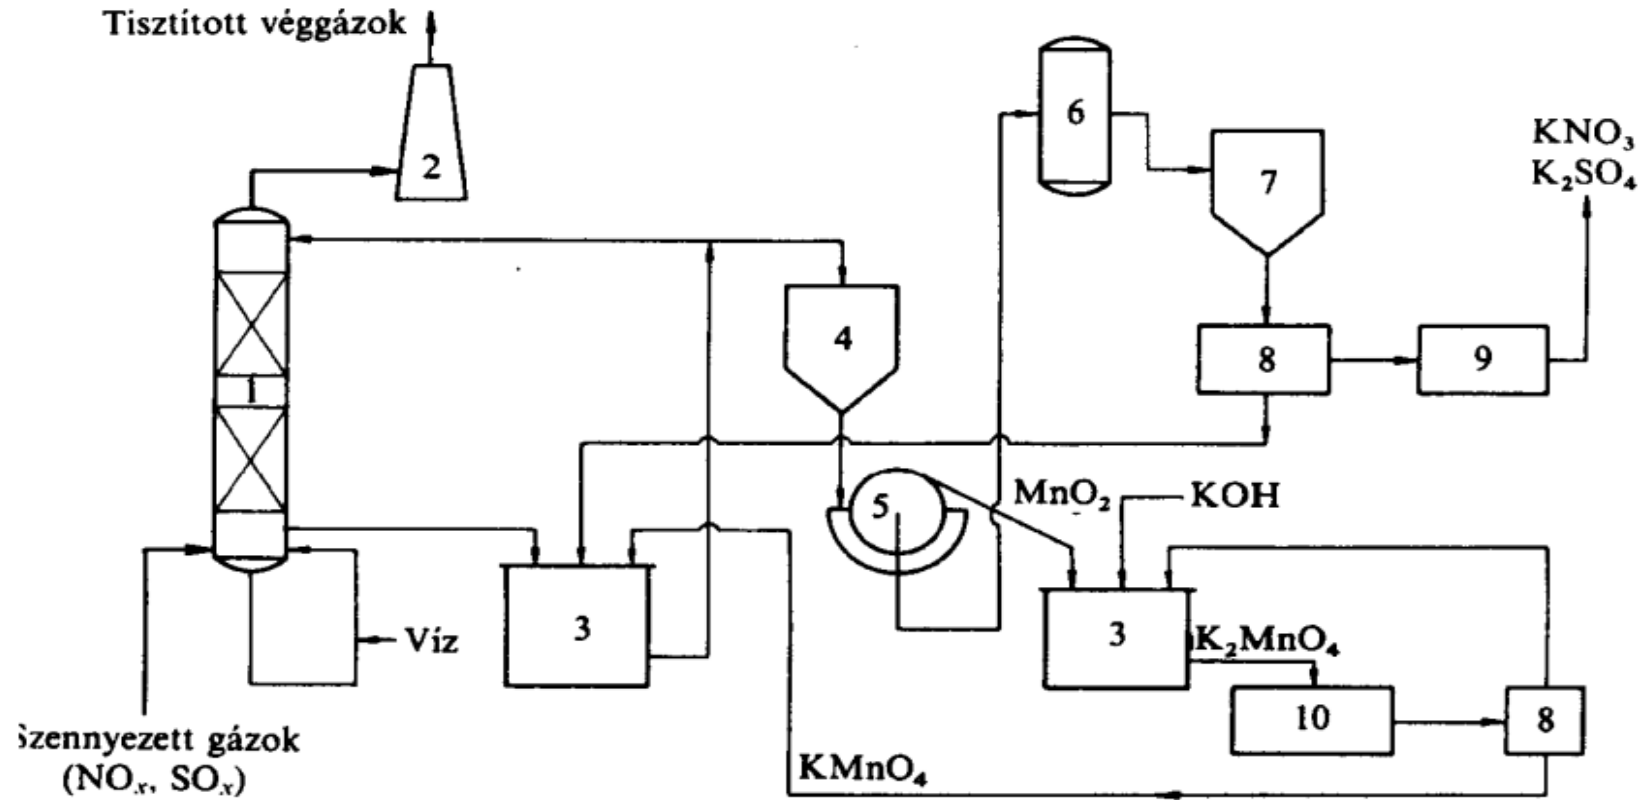 Tisztított véggázok
2
6
7
KNO₃
K₂SO₄
1
4
8
9
5
MnO₂
KOH
3
Víz
3
K₂MnO₄
10
8
Szennyezett gázok
(NOₓ, SOₓ)
KMnO₄